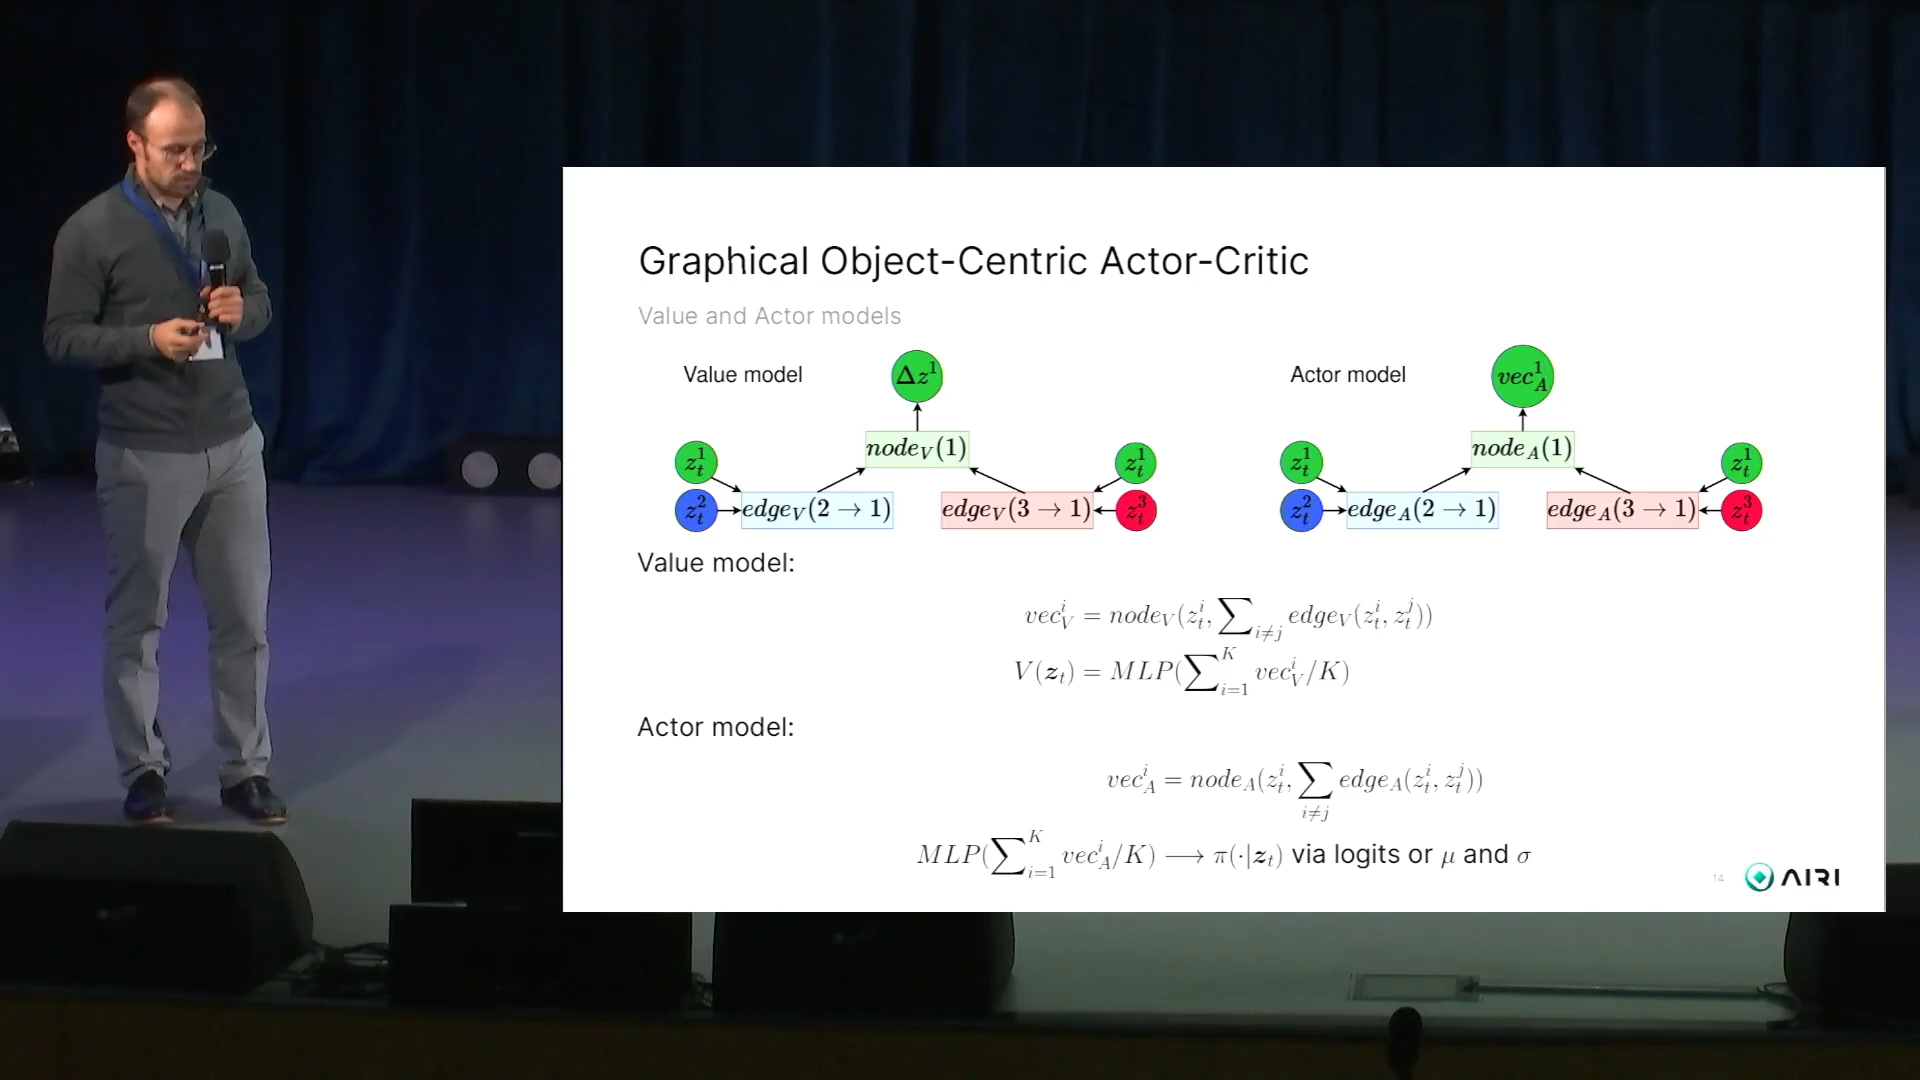 Graphical Object-Centric Actor-Critic
Value and Actor models
Value model
Δz^1
node_V(1)
z_t^1
z_t^2
edge_V(2 → 1)
edge_V(3 → 1)
z_t^1
z_t^3
Actor model
vec_A^1
node_A(1)
z_t^1
z_t^2
edge_A(2 → 1)
edge_A(3 → 1)
z_t^1
z_t^3
Value model:
vec_V^i = node_V(z_t^i, ∑_{i≠j} edge_V(z_t^i, z_t^j))
V(z_t) = MLP(∑_{i=1}^K vec_V^i/K)
Actor model:
vec_A^i = node_A(z_t^i, ∑_{i≠j} edge_A(z_t^i, z_t^j))
MLP(∑_{i=1}^K vec_A^i/K) ⟶ π(·|z_t) via logits or μ and σ
14
AIRI